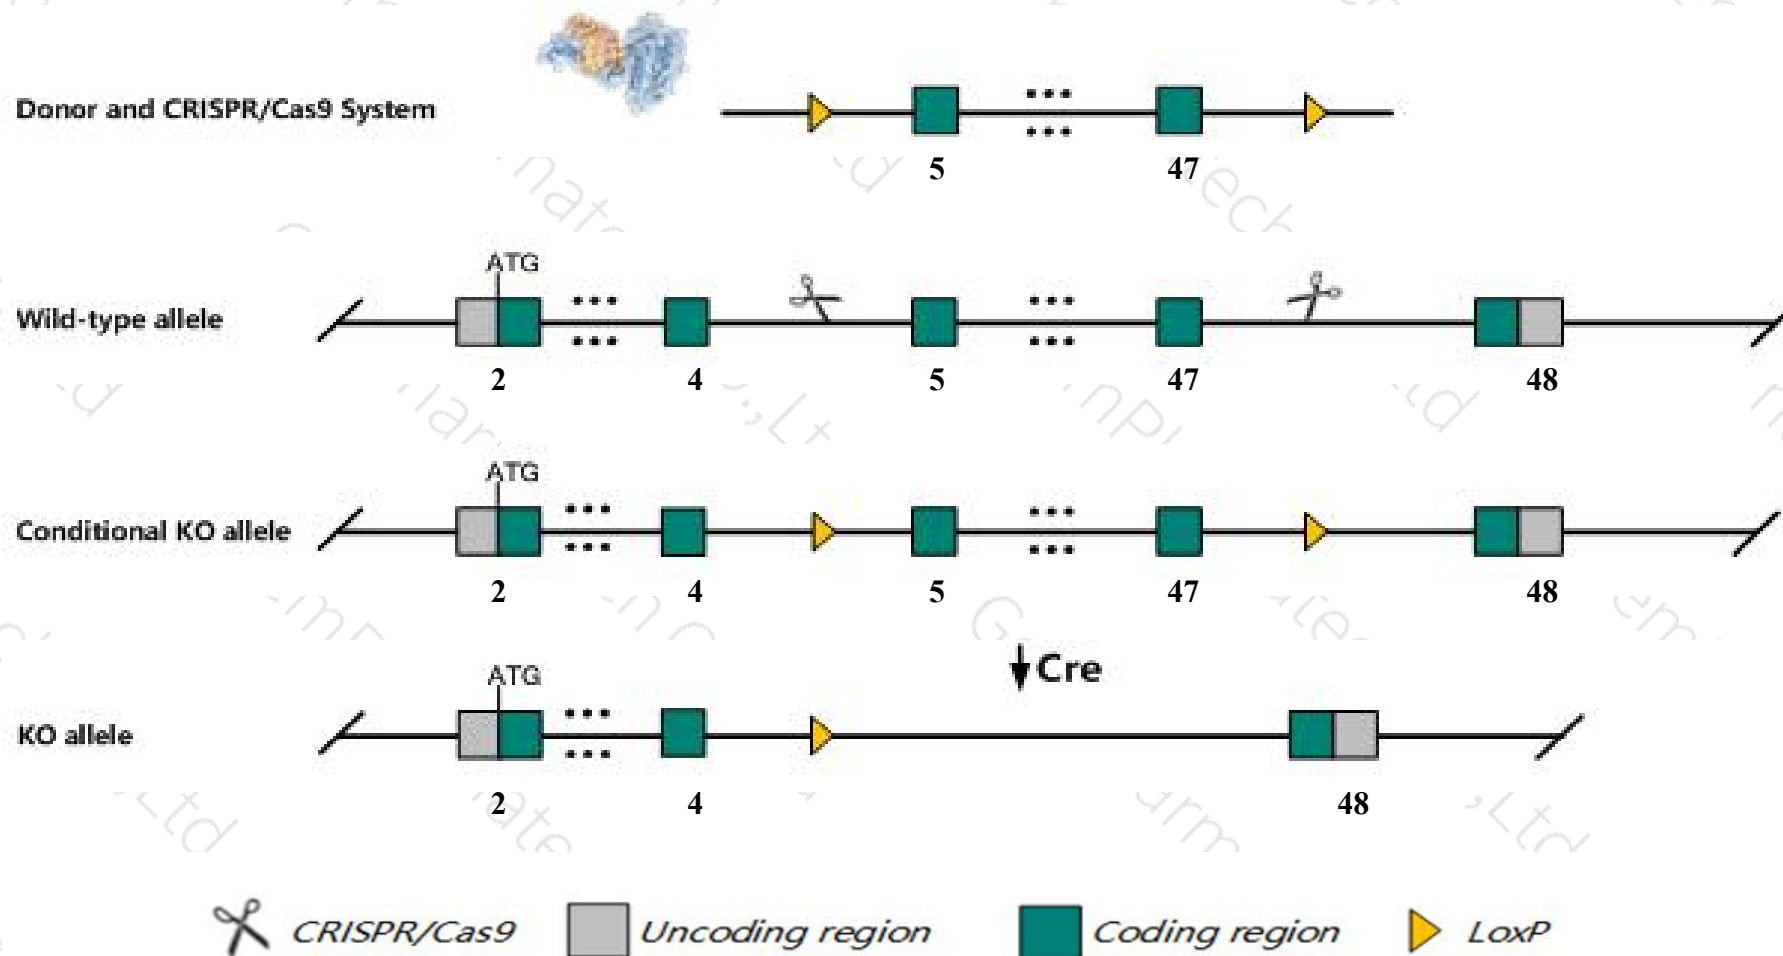 Donor and CRISPR/Cas9 System
5 47
ATG
Wild-type allele
2 4 5 47 48
ATG
Conditional KO allele
2 4 5 47 48
Cre
ATG
KO allele
2 4 48
CRISPR/Cas9 Uncoding region Coding region LoxP